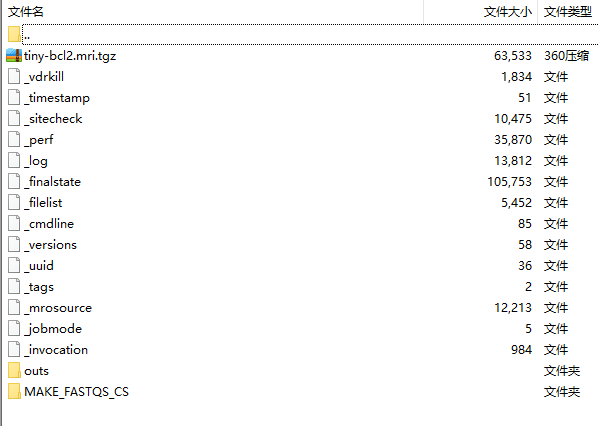 文件名 文件大小 文件类型
..
tiny-bcl2.mri.tgz 63,533 360压缩
_vdrkill 1,834 文件
_timestamp 51 文件
_sitecheck 10,475 文件
_perf 35,870 文件
_log 13,812 文件
_finalstate 105,753 文件
_filelist 5,452 文件
_cmdline 85 文件
_versions 58 文件
_uuid 36 文件
_tags 2 文件
_mrosource 12,213 文件
_jobmode 5 文件
_invocation 984 文件
outs 文件夹
MAKE_FASTQS_CS 文件夹